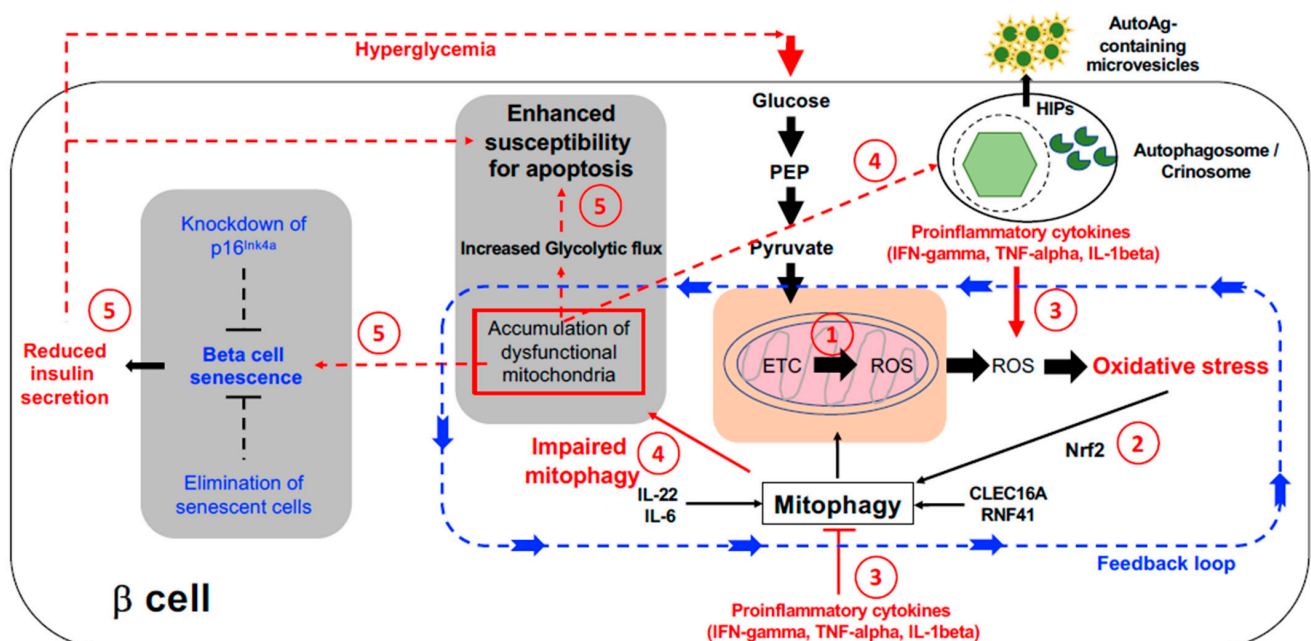 AutoAg-
containing
microvesicles
Hyperglycemia
Enhanced
susceptibility
for apoptosis
Glucose
HIPs
Autophagosome /
Crinosome
4
PEP
5
Knockdown of
p16Ink4a
Increased Glycolytic flux
Pyruvate
Proinflammatory cytokines
(IFN-gamma, TNF-alpha, IL-1beta)
3
5
5
Accumulation of
dysfunctional
mitochondria
1
Reduced
insulin
secretion
Beta cell
senescence
ETC
ROS
ROS
Oxidative stress
Impaired
mitophagy
4
Nrf2
2
Elimination of
senescent cells
IL-22
IL-6
Mitophagy
CLEC16A
RNF41
Feedback loop
3
β cell
Proinflammatory cytokines
(IFN-gamma, TNF-alpha, IL-1beta)